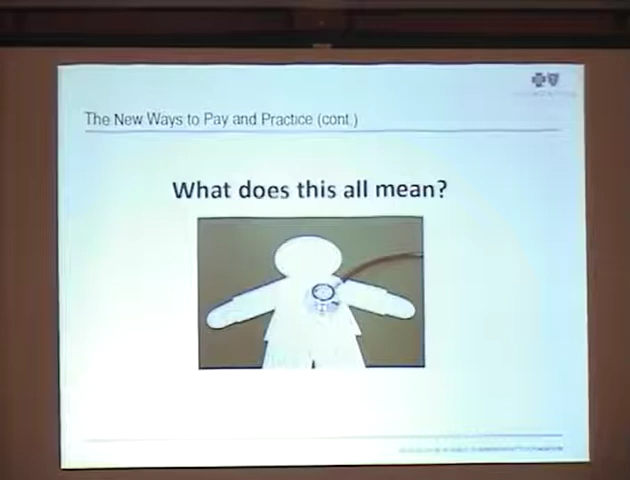 The New Ways to Pay and Practice (cont.)
What does this all mean?